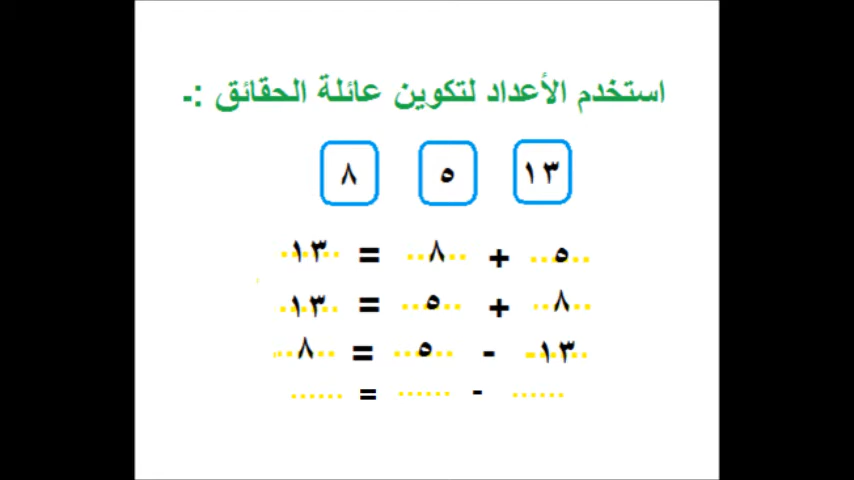 استخدم الأعداد لتكوين عائلة الحقائق :-
١٣ ٥ ٨
٥ + ٨ = ١٣
٨ + ٥ = ١٣
١٣ - ٥ = ٨
...... - ...... = ......